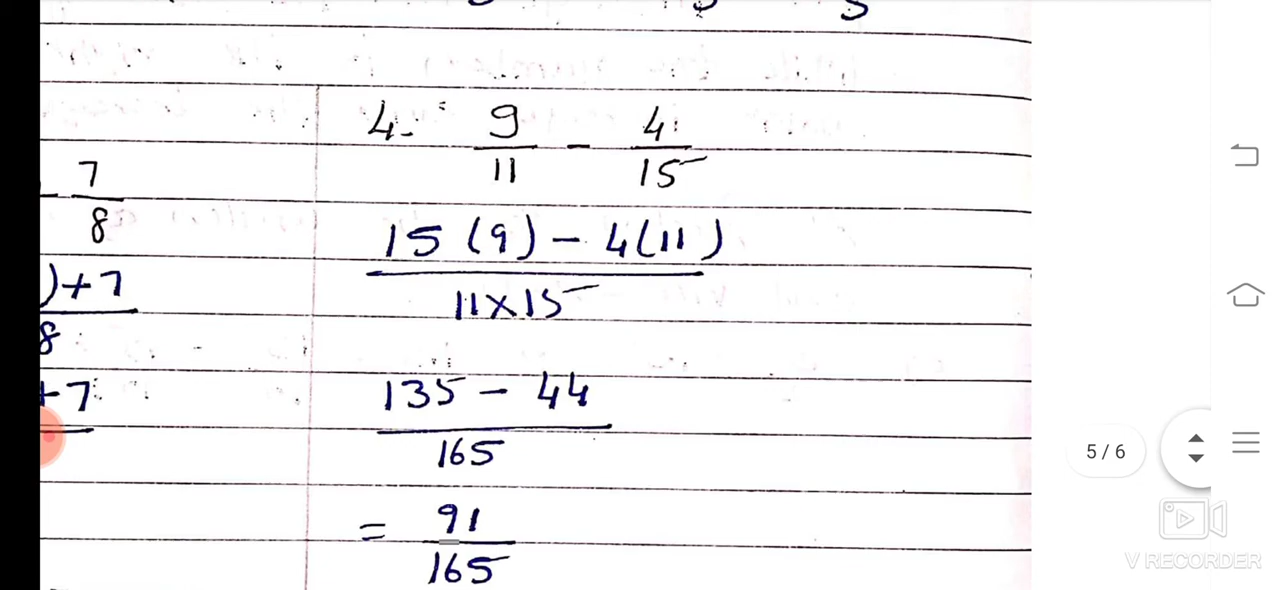 7/8
)+7
8
+7
4. 9/11 - 4/15
15 (9) - 4(11)
11×15
135 - 44
165
= 91/165
5 / 6
V RECORDER